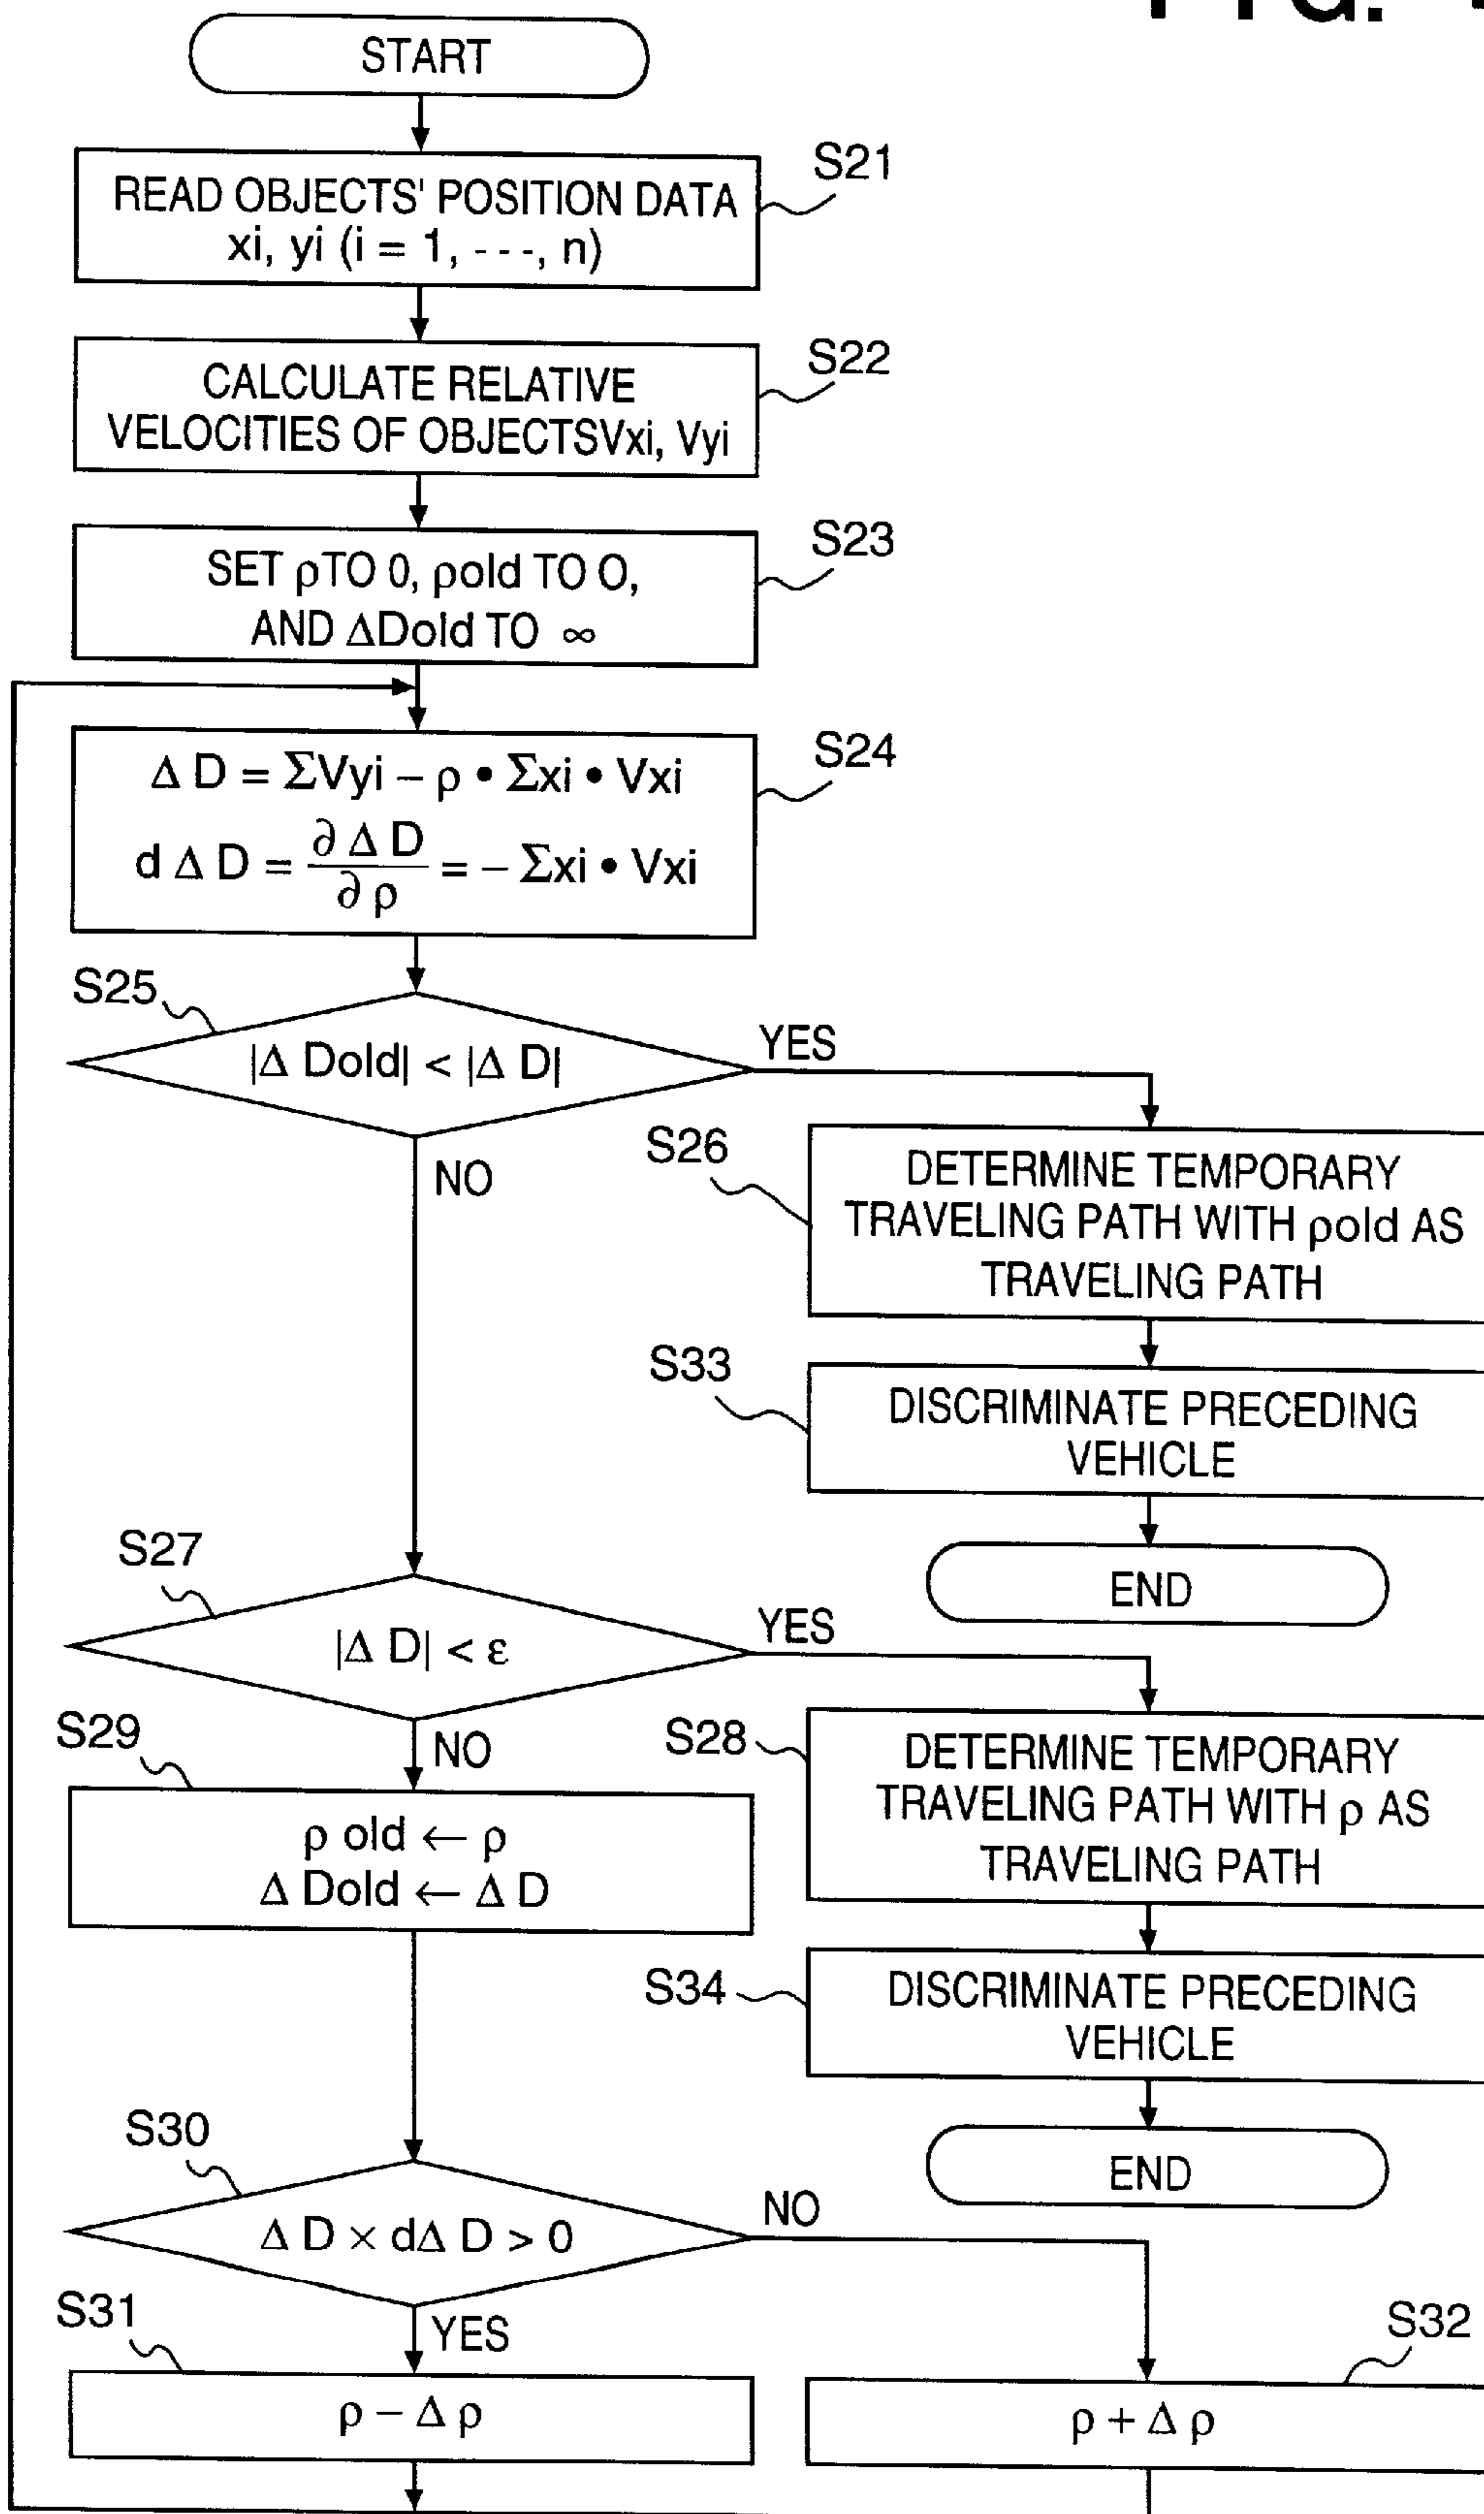 FIG.
START
S21
READ OBJECTS' POSITION DATA
xi, yi (i = 1, ---, n)
S22
CALCULATE RELATIVE
VELOCITIES OF OBJECTSVxi, Vyi
S23
SET ρTO 0, ρold TO O,
AND ΔDold TO ∞
S24
Δ D = ΣVyi – ρ • Σxi • Vxi
d Δ D = ∂ Δ D / ∂ ρ = – Σxi • Vxi
S25
|Δ Dold| < |Δ D|
YES
NO
S26
DETERMINE TEMPORARY
TRAVELING PATH WITH ρold AS
TRAVELING PATH
S33
DISCRIMINATE PRECEDING
VEHICLE
END
S27
|Δ D| < ε
YES
NO
S28
DETERMINE TEMPORARY
TRAVELING PATH WITH ρ AS
TRAVELING PATH
S29
ρ old ← ρ
Δ Dold ← Δ D
S34
DISCRIMINATE PRECEDING
VEHICLE
END
S30
Δ D × dΔ D > 0
NO
YES
S31
ρ – Δ ρ
S32
ρ + Δ ρ